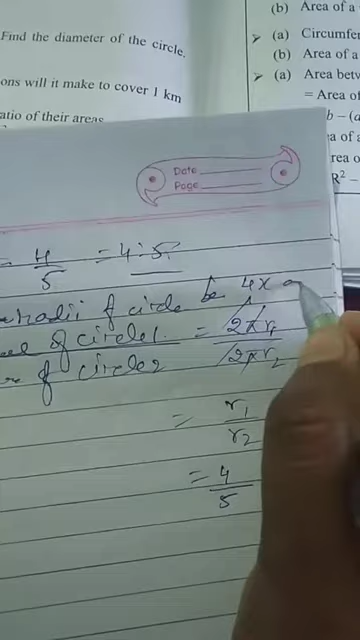 Find the diameter of the circle.
ons will it make to cover 1 km
atio of their areas
(b) Area of a
(a) Circumfer
(b) Area of a
(a) Area betw
= Area of
Date
Page
= 4/5 = 4:5
radii of circle be 4x
of circle1 = 2πr1
of circle2 2πr2
= r1
r2
= 4
5